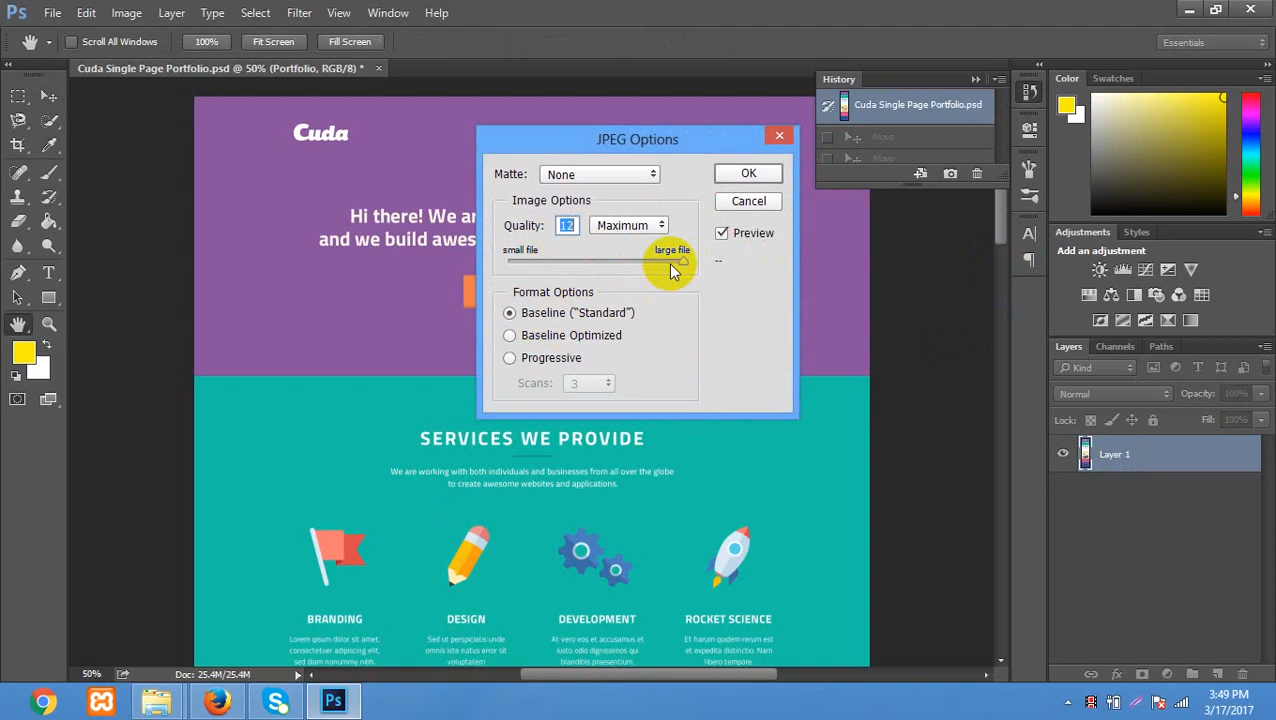 Ps File Edit Image Layer Type Select Filter View Window Help
Scroll All Windows 100% Fit Screen Fill Screen Essentials
Cuda Single Page Portfolio.psd @ 50% (Portfolio, RGB/8) *
History
Cuda Single Page Portfolio.psd
Move
Move
Color Swatches
Cuda
Hi there! We ar
and we build awes
JPEG Options
Matte: None
OK
Image Options
Cancel
Quality: 12 Maximum
Preview
small file large file
--
Format Options
Baseline (“Standard”)
Baseline Optimized
Progressive
Scans: 3
Adjustments Styles
Add an adjustment
Layers Channels Paths
Kind
Normal Opacity: 100%
Lock: Fill: 100%
Layer 1
SERVICES WE PROVIDE
We are working with both individuals and businesses from all over the globe
to create awesome websites and applications.
BRANDING
Lorem ipsum dolor sit amet,
consectetuer adipiscing elit,
sed diam nonummy nibh.
DESIGN
Sed ut perspiciatis unde
omnis iste natus error sit
voluptatem
DEVELOPMENT
At vero eos et accusamus et
iusto odio dignissimos qui
blanditiis praesentium.
ROCKET SCIENCE
Et harum quidem rerum est
et expedita distinctio. Nam
libero tempore.
50% Doc: 25.4M/25.4M
Ps
3:49 PM
3/17/2017